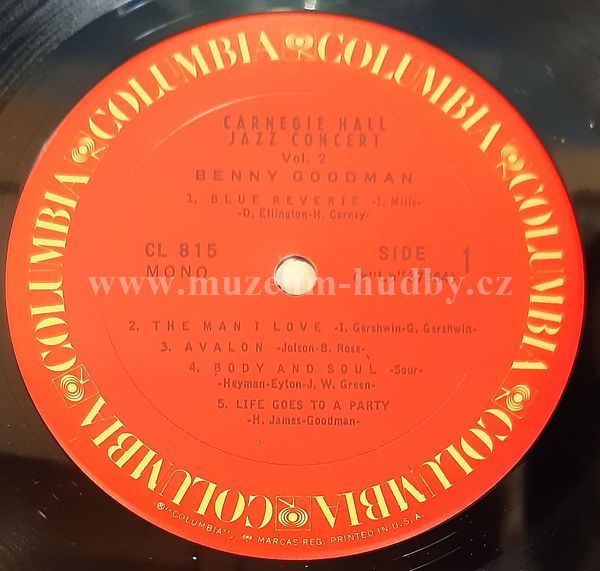 COLUMBIA COLUMBIA COLUMBIA COLUMBIA COLUMBIA COLUMBIA COLUMBIA COLUMBIA
CARNEGIE HALL
JAZZ CONCERT
Vol. 2
BENNY GOODMAN
1. BLUE REVERIE -I. Mills-
-D. Ellington-H. Carney-
CL 815 SIDE 1
MONO
www.muzeum-hudby.cz
2. THE MAN I LOVE -I. Gershwin-G. Gershwin-
3. AVALON -Jolson-B. Rose-
4. BODY AND SOUL -Sour-
-Heyman-Eyton-J. W. Green-
5. LIFE GOES TO A PARTY
-H. James-Goodman-
®"COLUMBIA", MARCAS REG. PRINTED IN U.S.A.